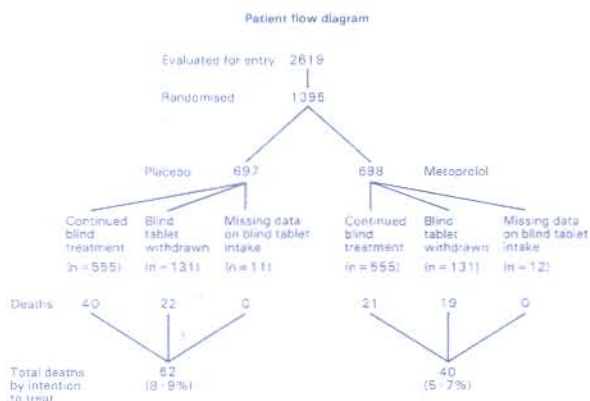 Patient flow diagram
Evaluated for entry 2619
Randomised 1395
Placebo 697 698 Metoprolol
Continued blind treatment (n = 555)
Blind tablet withdrawn (n = 131)
Missing data on blind tablet intake (n = 11)
Continued blind treatment (n = 555)
Blind tablet withdrawn (n = 131)
Missing data on blind tablet intake (n = 12)
Deaths 40 22 0 21 19 0
Total deaths by intention to treat
62
(8·9%)
40
(5·7%)